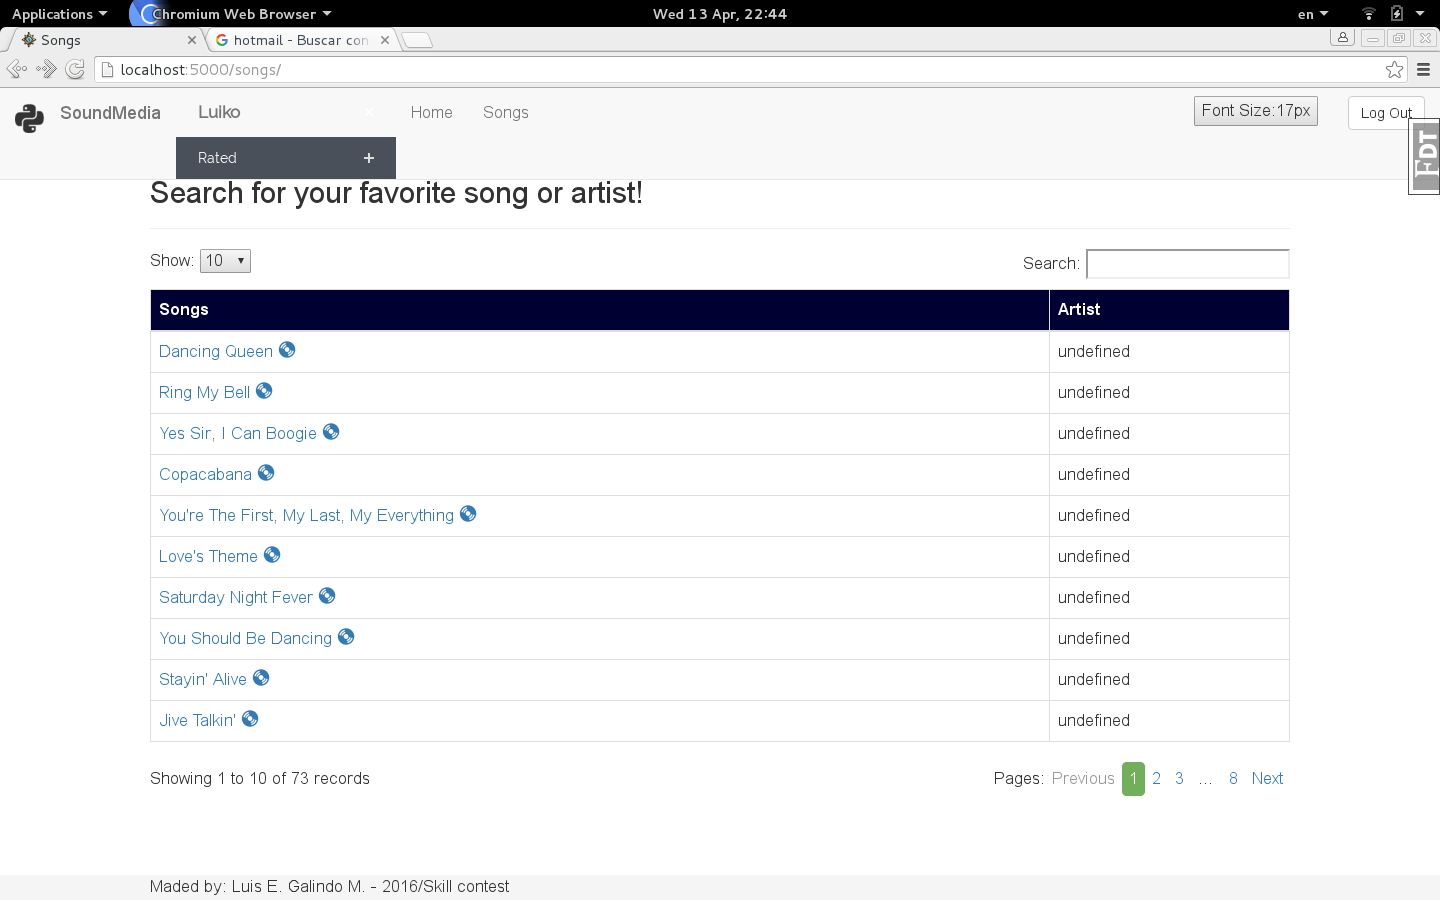 Applications Chromium Web Browser Wed 13 Apr, 22:44 en
Songs hotmail - Buscar con
localhost:5000/songs/
SoundMedia Luiko Home Songs Font Size:17px Log Out
Rated +
FDT
Search for your favorite song or artist!
Show: 10 Search:
Songs Artist
Dancing Queen undefined
Ring My Bell undefined
Yes Sir, I Can Boogie undefined
Copacabana undefined
You're The First, My Last, My Everything undefined
Love's Theme undefined
Saturday Night Fever undefined
You Should Be Dancing undefined
Stayin' Alive undefined
Jive Talkin' undefined
Showing 1 to 10 of 73 records Pages: Previous 1 2 3 ... 8 Next
Maded by: Luis E. Galindo M. - 2016/Skill contest